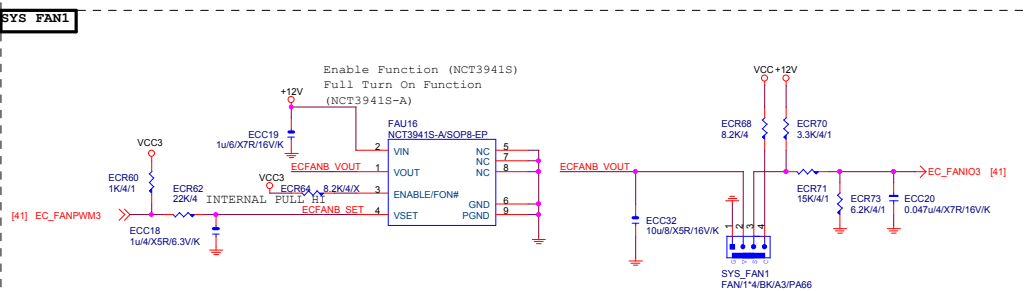 SYS FAN1
Enable Function (NCT3941S)
Full Turn On Function
(NCT3941S-A)
+12V
VCC +12V
FAU16
NCT3941S-A/SOP8-EP
ECC19
1u/6/X7R/16V/K
ECR68
8.2K/4
ECR70
3.3K/4/1
VCC3
2 VIN
NC 5
NC 7
NC 8
ECFANB_VOUT 1 VOUT
ECFANB_VOUT
ECR60
1K/4/1
VCC3
ECR64 8.2K/4/X
3 ENABLE/FON#
ECR62
22K/4
INTERNAL PULL HI
GND 6
PGND 9
ECFANB_SET 4 VSET
[41] EC_FANPWM3
ECC18
1u/4/X5R/6.3V/K
ECC32
10u/8/X5R/16V/K
EC_FANIO3 [41]
ECR71
15K/4/1
ECR73
6.2K/4/1
ECC20
0.047u/4/X7R/16V/K
1 2 3 4
G V S C
SYS_FAN1
FAN/1*4/BK/A3/PA66